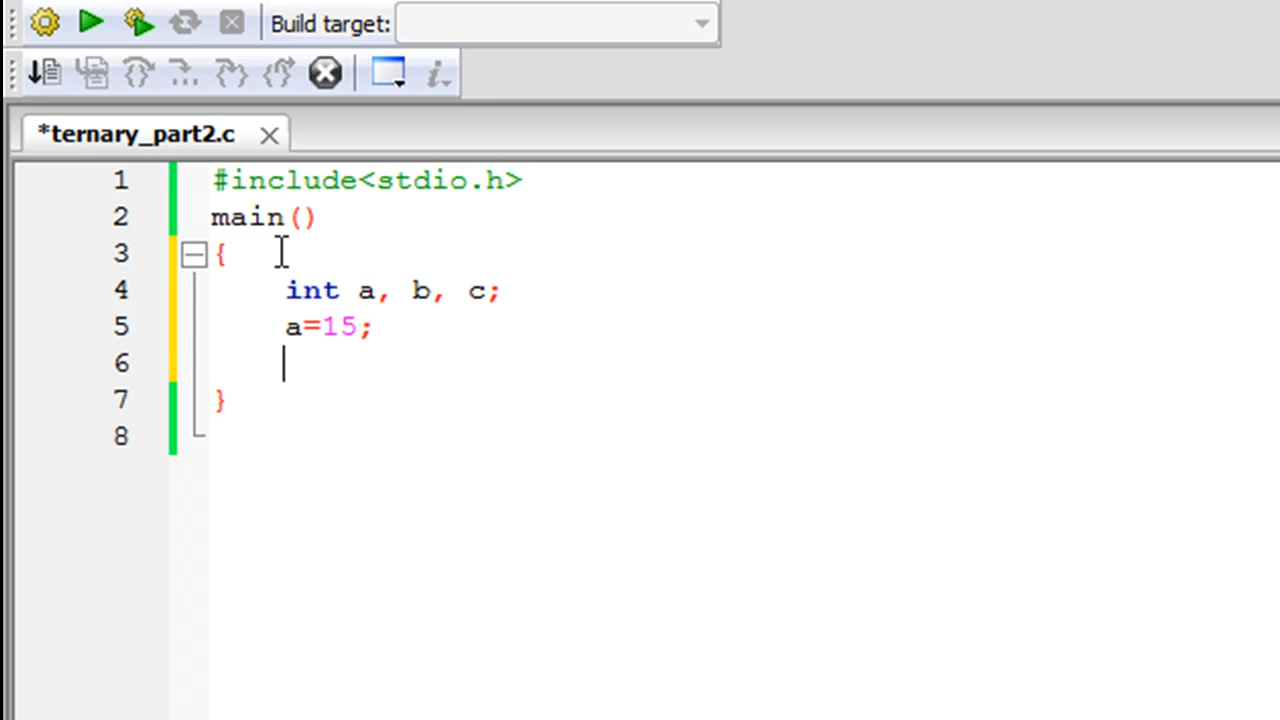 Build target:
*ternary_part2.c
1 #include<stdio.h>
2 main()
3 {
4 int a, b, c;
5 a=15;
6
7 }
8